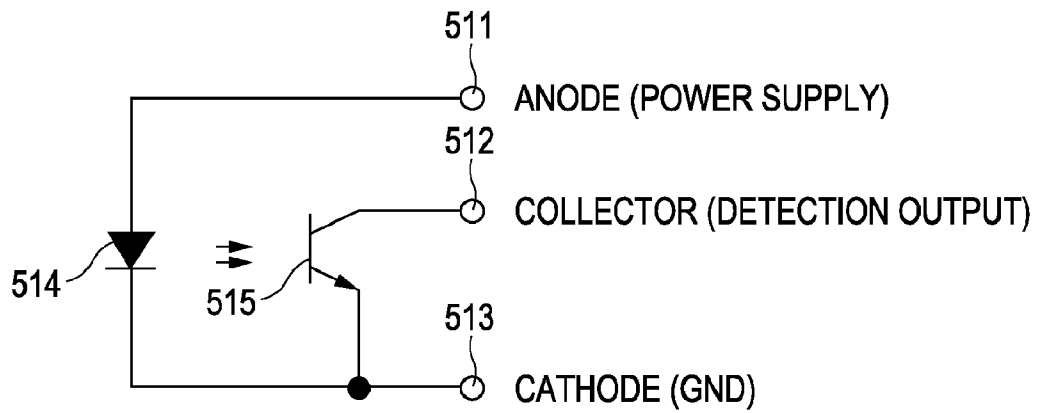 511
ANODE (POWER SUPPLY)
512
COLLECTOR (DETECTION OUTPUT)
514
515
513
CATHODE (GND)